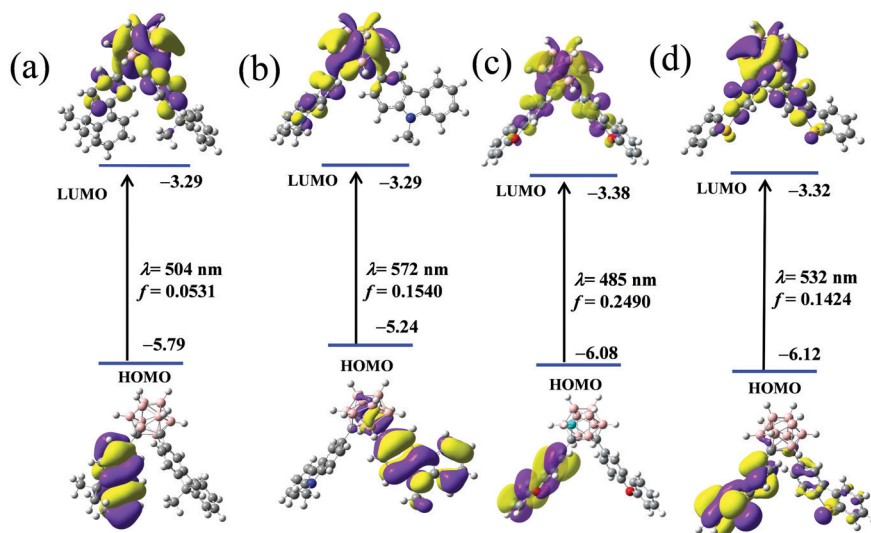 (a)
LUMO
−3.29
λ= 504 nm
f = 0.0531
−5.79
HOMO
(b)
LUMO
−3.29
λ= 572 nm
f = 0.1540
−5.24
HOMO
(c)
LUMO
−3.38
λ= 485 nm
f = 0.2490
−6.08
HOMO
(d)
LUMO
−3.32
λ= 532 nm
f = 0.1424
−6.12
HOMO